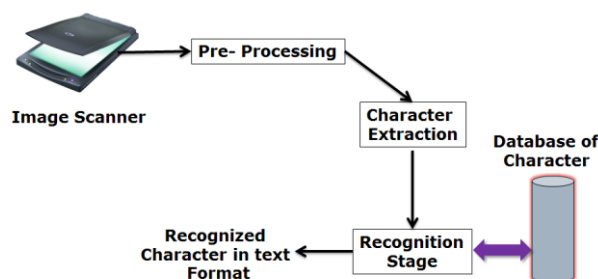 Pre- Processing
Image Scanner
Character
Extraction
Database of
Character
Recognized
Character in text
Format
Recognition
Stage